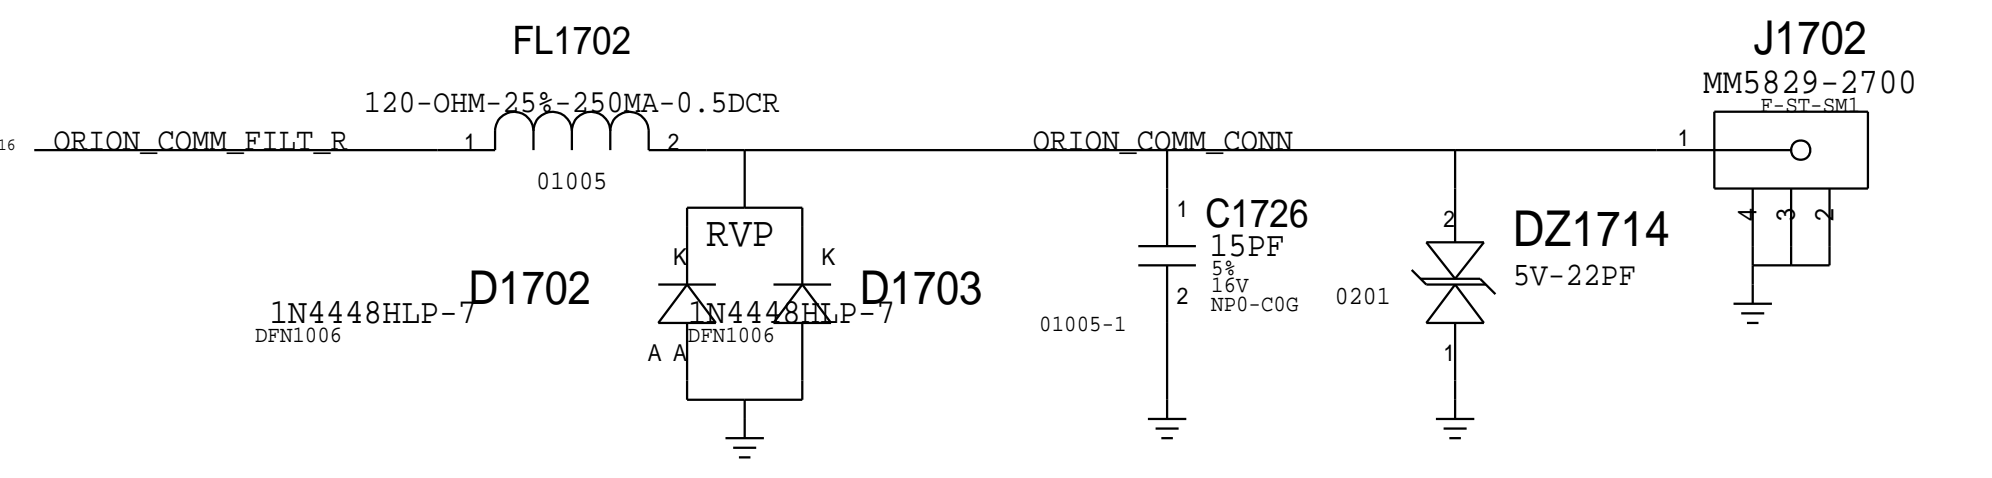 FL1702
J1702
MM5829-2700
F-ST-SM1
120-OHM-25%-250MA-0.5DCR
16
ORION_COMM_FILT_R
1
2
ORION_COMM_CONN
1
01005
RVP
K
K
D1702
1N4448HLP-7
DFN1006
D1703
1N4448HLP-7
DFN1006
A
A
1
C1726
15PF
5%
16V
NP0-C0G
2
01005-1
2
DZ1714
5V-22PF
0201
1
4
3
2